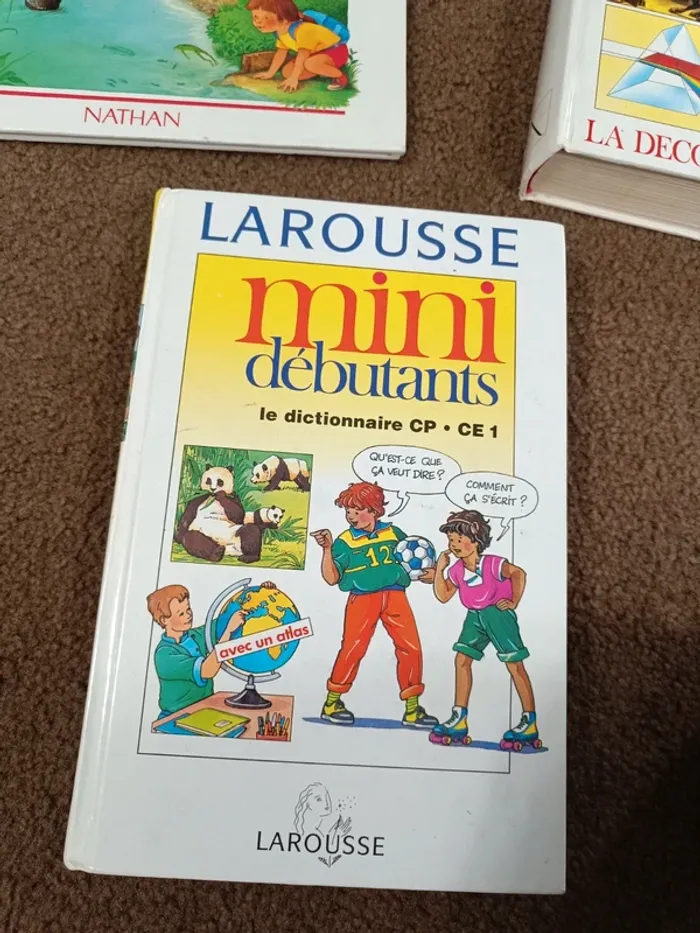 NATHAN
LA DECO
LAROUSSE
mini
débutants
le dictionnaire CP • CE 1
QU'EST-CE QUE
ÇA VEUT DIRE ?
COMMENT
ÇA S'ÉCRIT ?
12
avec un atlas
LAROUSSE